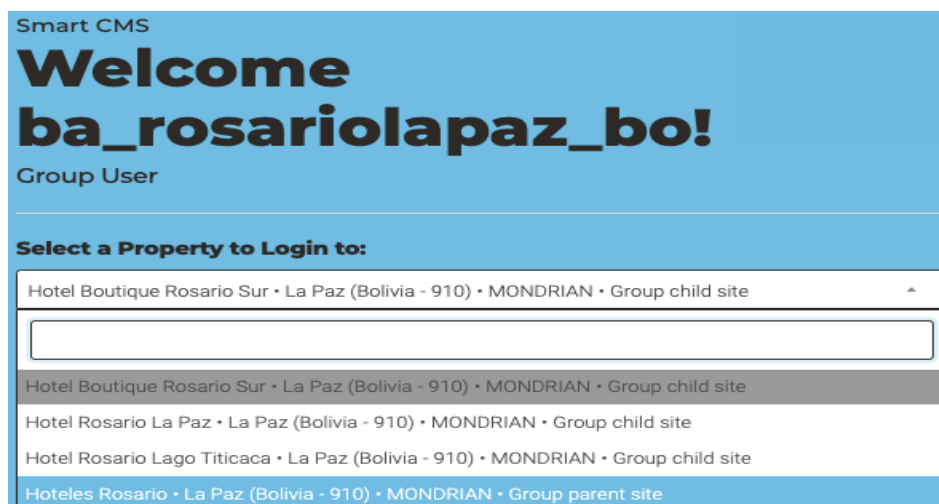 Smart CMS
Welcome
ba_rosariolapaz_bo!
Group User
Select a Property to Login to:
Hotel Boutique Rosario Sur • La Paz (Bolivia - 910) • MONDRIAN • Group child site
Hotel Boutique Rosario Sur • La Paz (Bolivia - 910) • MONDRIAN • Group child site
Hotel Rosario La Paz • La Paz (Bolivia - 910) • MONDRIAN • Group child site
Hotel Rosario Lago Titicaca • La Paz (Bolivia - 910) • MONDRIAN • Group child site
Hoteles Rosario • La Paz (Bolivia - 910) • MONDRIAN • Group parent site